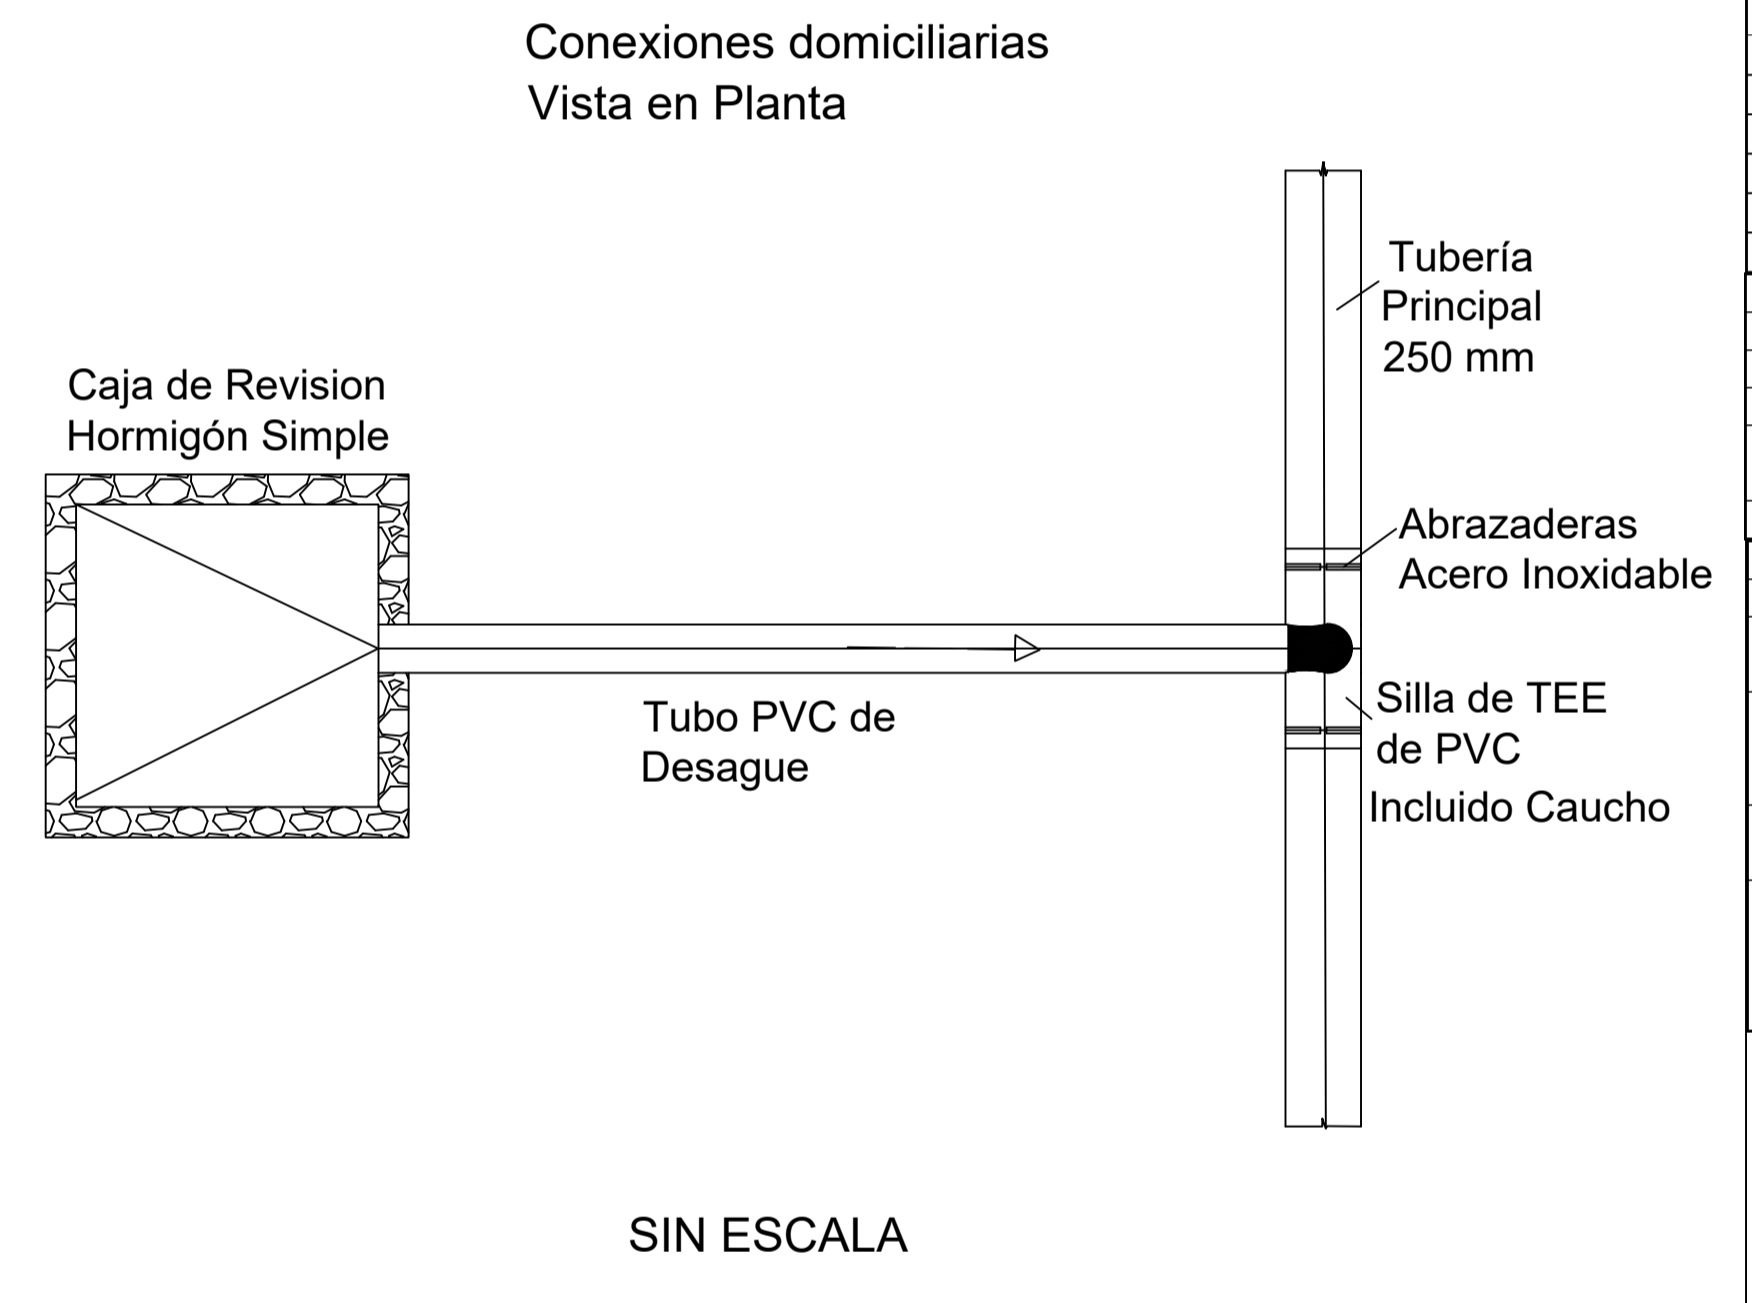 Conexiones domiciliarias
Vista en Planta
Tubería
Principal
250 mm
Caja de Revision
Hormigón Simple
Abrazaderas
Acero Inoxidable
Tubo PVC de
Desague
Silla de TEE
de PVC
Incluido Caucho
SIN ESCALA